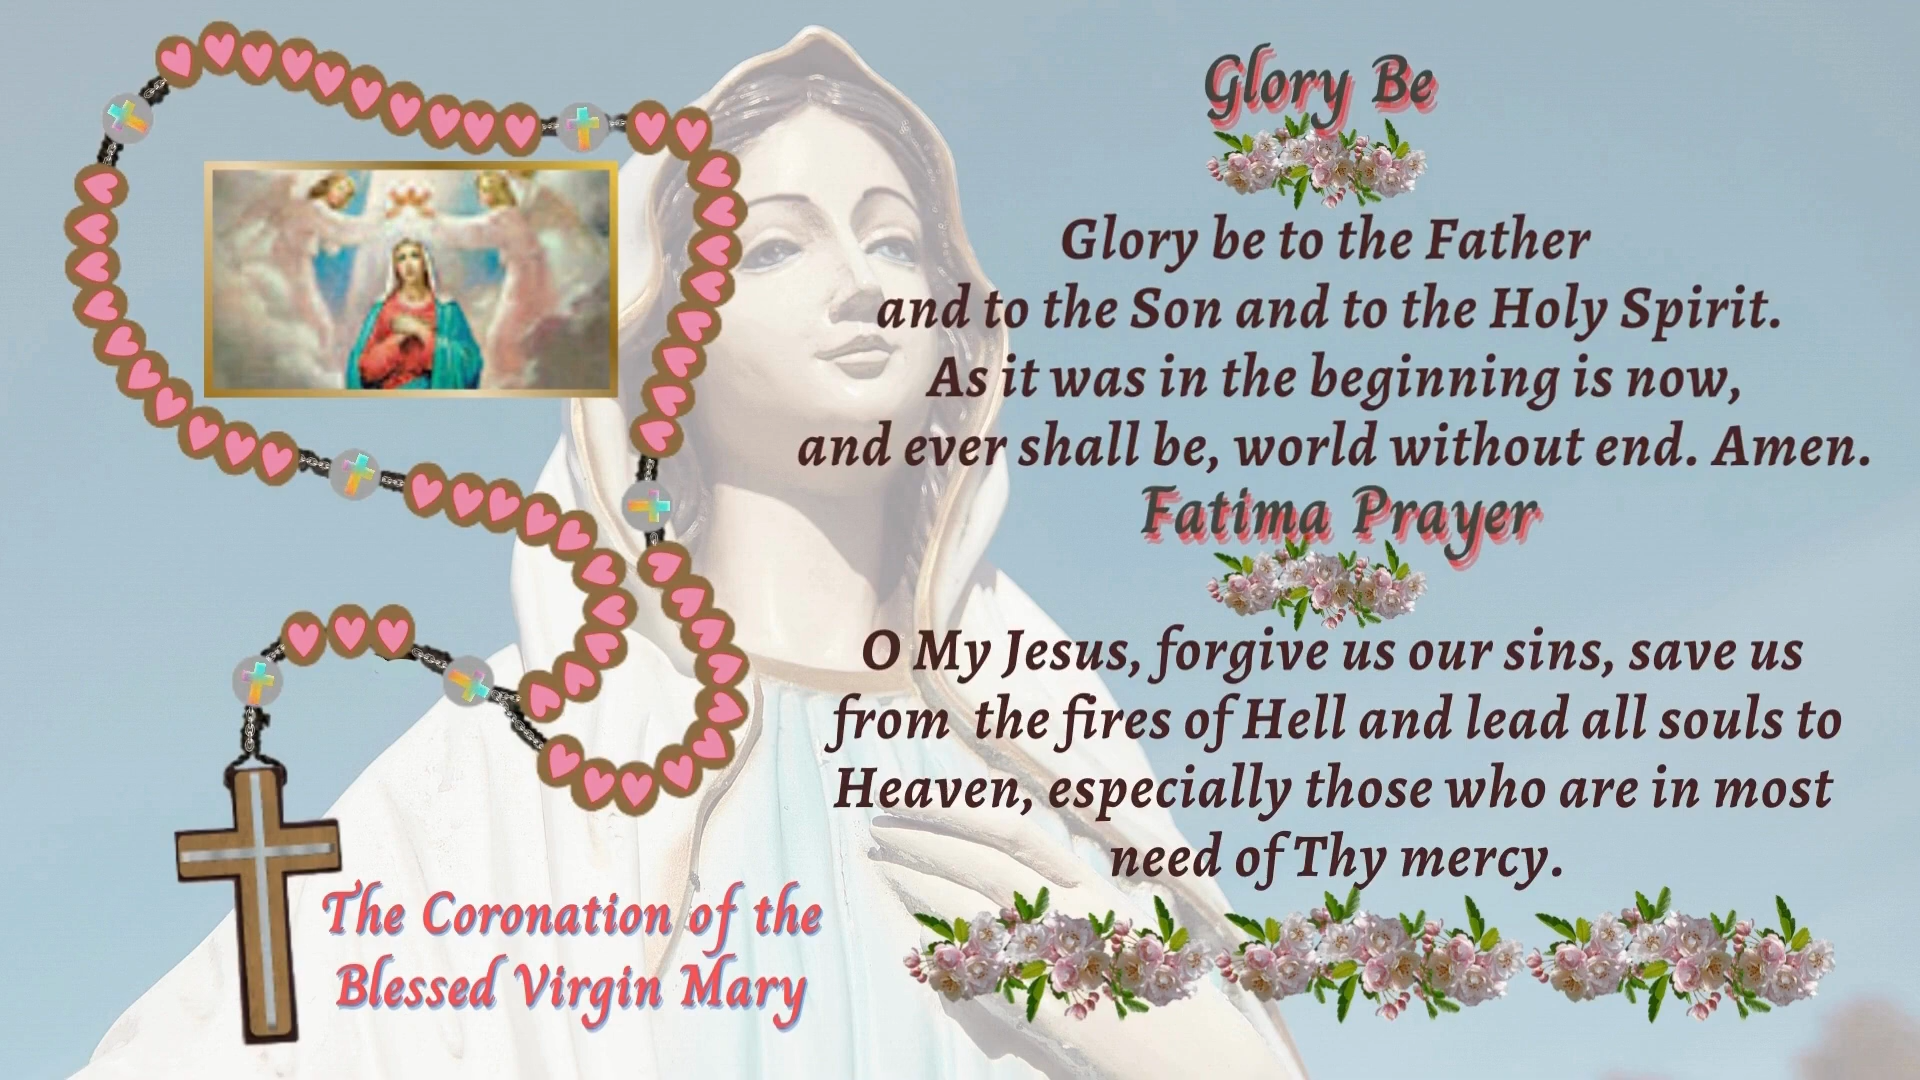 Glory Be
Glory be to the Father
and to the Son and to the Holy Spirit.
As it was in the beginning is now,
and ever shall be, world without end. Amen.
Fatima Prayer
O My Jesus, forgive us our sins, save us
from the fires of Hell and lead all souls to
Heaven, especially those who are in most
need of Thy mercy.
The Coronation of the
Blessed Virgin Mary